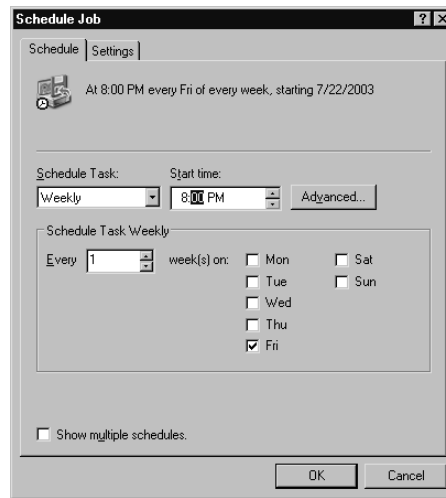 Schedule Job
Schedule Settings
At 8:00 PM every Fri of every week, starting 7/22/2003
Schedule Task: Start time:
Weekly 8:00 PM Advanced...
Schedule Task Weekly
Every 1 week(s) on: Mon Sat
Tue Sun
Wed
Thu
Fri
Show multiple schedules.
OK Cancel